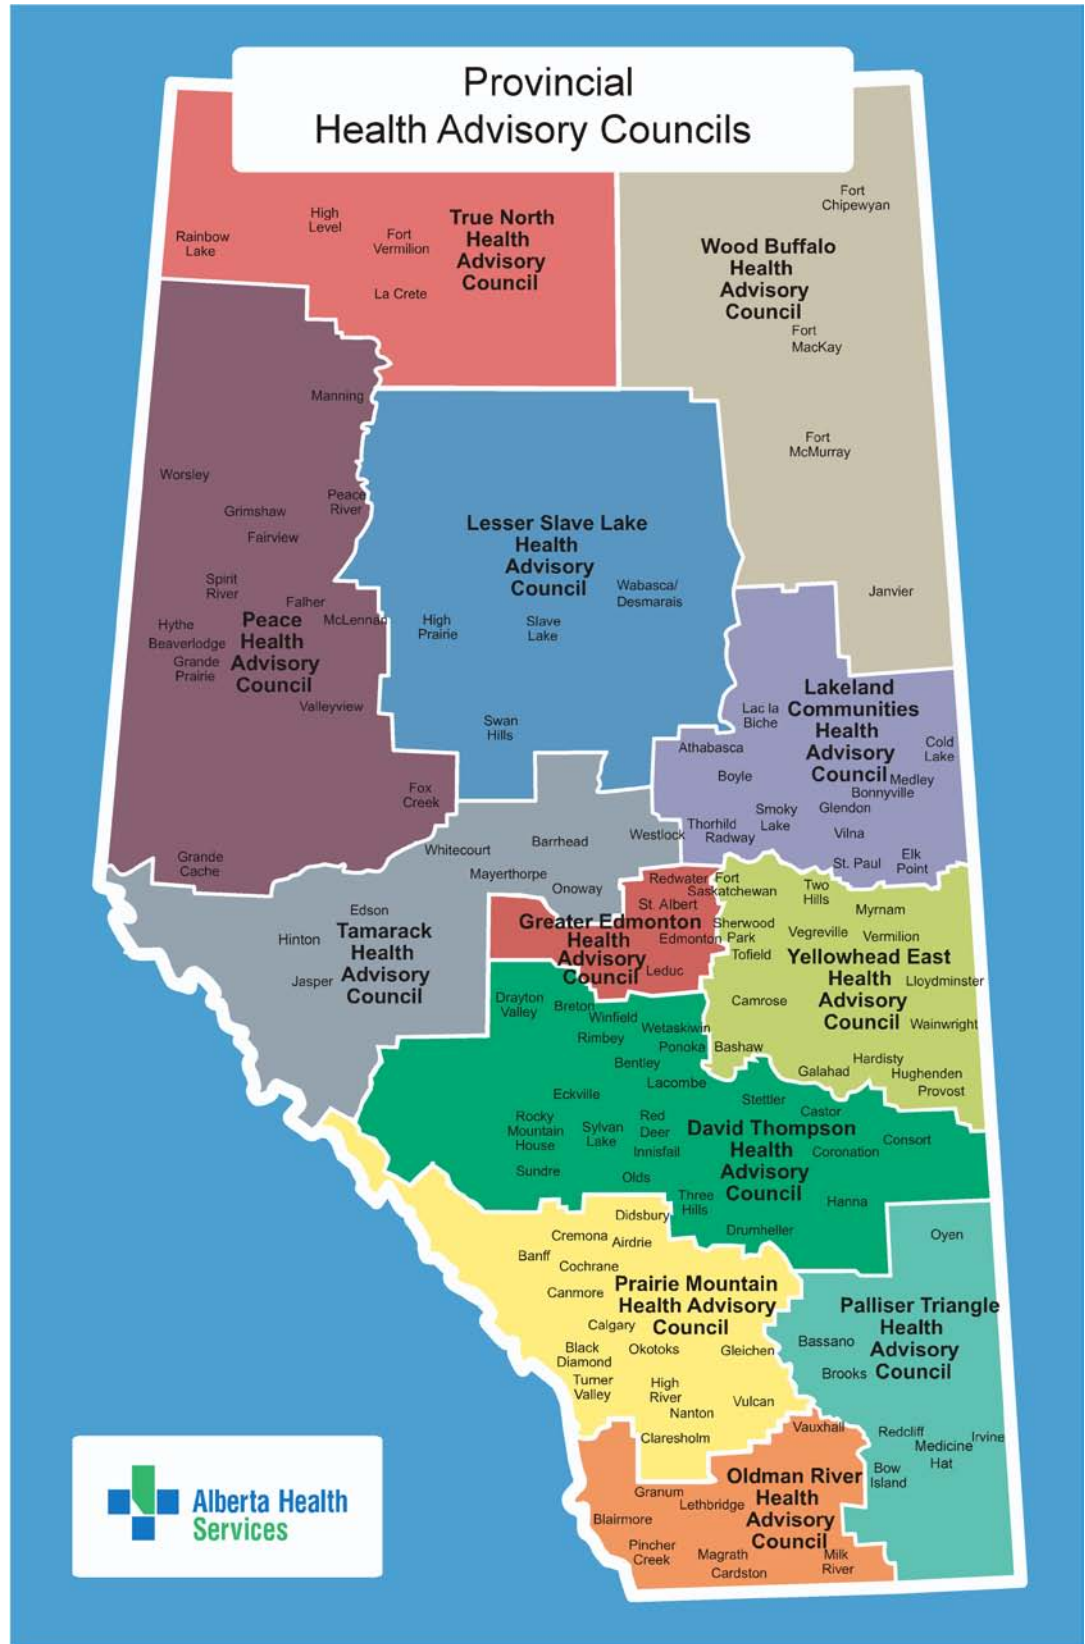 Provincial
Health Advisory Councils
True North
Health
Advisory
Council
High
Level
Rainbow
Lake
Fort
Vermilion
La Crete
Wood Buffalo
Health
Advisory
Council
Fort
Chipewyan
Fort
MacKay
Fort
McMurray
Janvier
Manning
Worsley
Peace
River
Grimshaw
Fairview
Spirit
River
Falher
McLennan
Hythe
Beaverlodge
Grande
Prairie
Peace
Health
Advisory
Council
Valleyview
Fox
Creek
Grande
Cache
Lesser Slave Lake
Health
Advisory
Council
Wabasca/
Desmarais
High
Prairie
Slave
Lake
Swan
Hills
Lakeland
Communities
Health
Advisory
Council
Lac la
Biche
Athabasca
Boyle
Cold
Lake
Medley
Bonnyville
Glendon
Smoky
Lake
Thorhild
Radway
Vilna
St. Paul
Elk
Point
Westlock
Barrhead
Whitecourt
Mayerthorpe
Onoway
Edson
Hinton
Jasper
Tamarack
Health
Advisory
Council
Redwater
St. Albert
Greater Edmonton
Health
Advisory
Council
Edmonton
Leduc
Fort
Saskatchewan
Sherwood
Park
Tofield
Two
Hills
Myrnam
Vegreville
Vermilion
Yellowhead East
Health
Advisory
Council
Lloydminster
Camrose
Wainwright
Bashaw
Hardisty
Galahad
Hughenden
Provost
Drayton
Valley
Breton
Winfield
Wetaskiwin
Rimbey
Ponoka
Bentley
Lacombe
Eckville
Stettler
Castor
Rocky
Mountain
House
Sylvan
Lake
Red
Deer
Innisfail
David Thompson
Health
Advisory
Council
Coronation
Consort
Sundre
Olds
Three
Hills
Hanna
Drumheller
Didsbury
Cremona
Airdrie
Banff
Cochrane
Canmore
Prairie Mountain
Health Advisory
Council
Calgary
Black
Diamond
Okotoks
Gleichen
Turner
Valley
High
River
Nanton
Vulcan
Claresholm
Oyen
Palliser Triangle
Health
Advisory
Council
Bassano
Brooks
Redcliff
Medicine
Hat
Irvine
Bow
Island
Vauxhall
Oldman River
Health
Advisory
Council
Granum
Lethbridge
Blairmore
Pincher
Creek
Magrath
Cardston
Milk
River
Alberta Health
Services